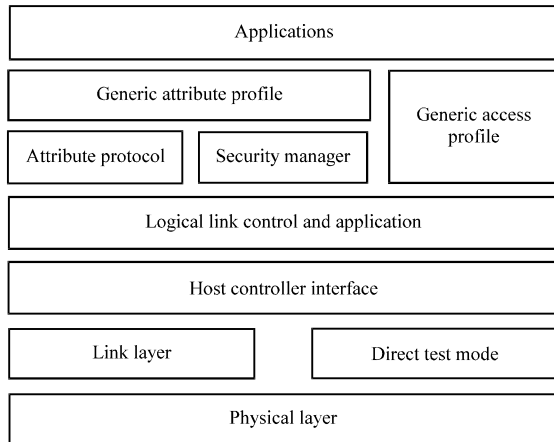 Applications
Generic attribute profile
Generic access
profile
Attribute protocol
Security manager
Logical link control and application
Host controller interface
Link layer
Direct test mode
Physical layer